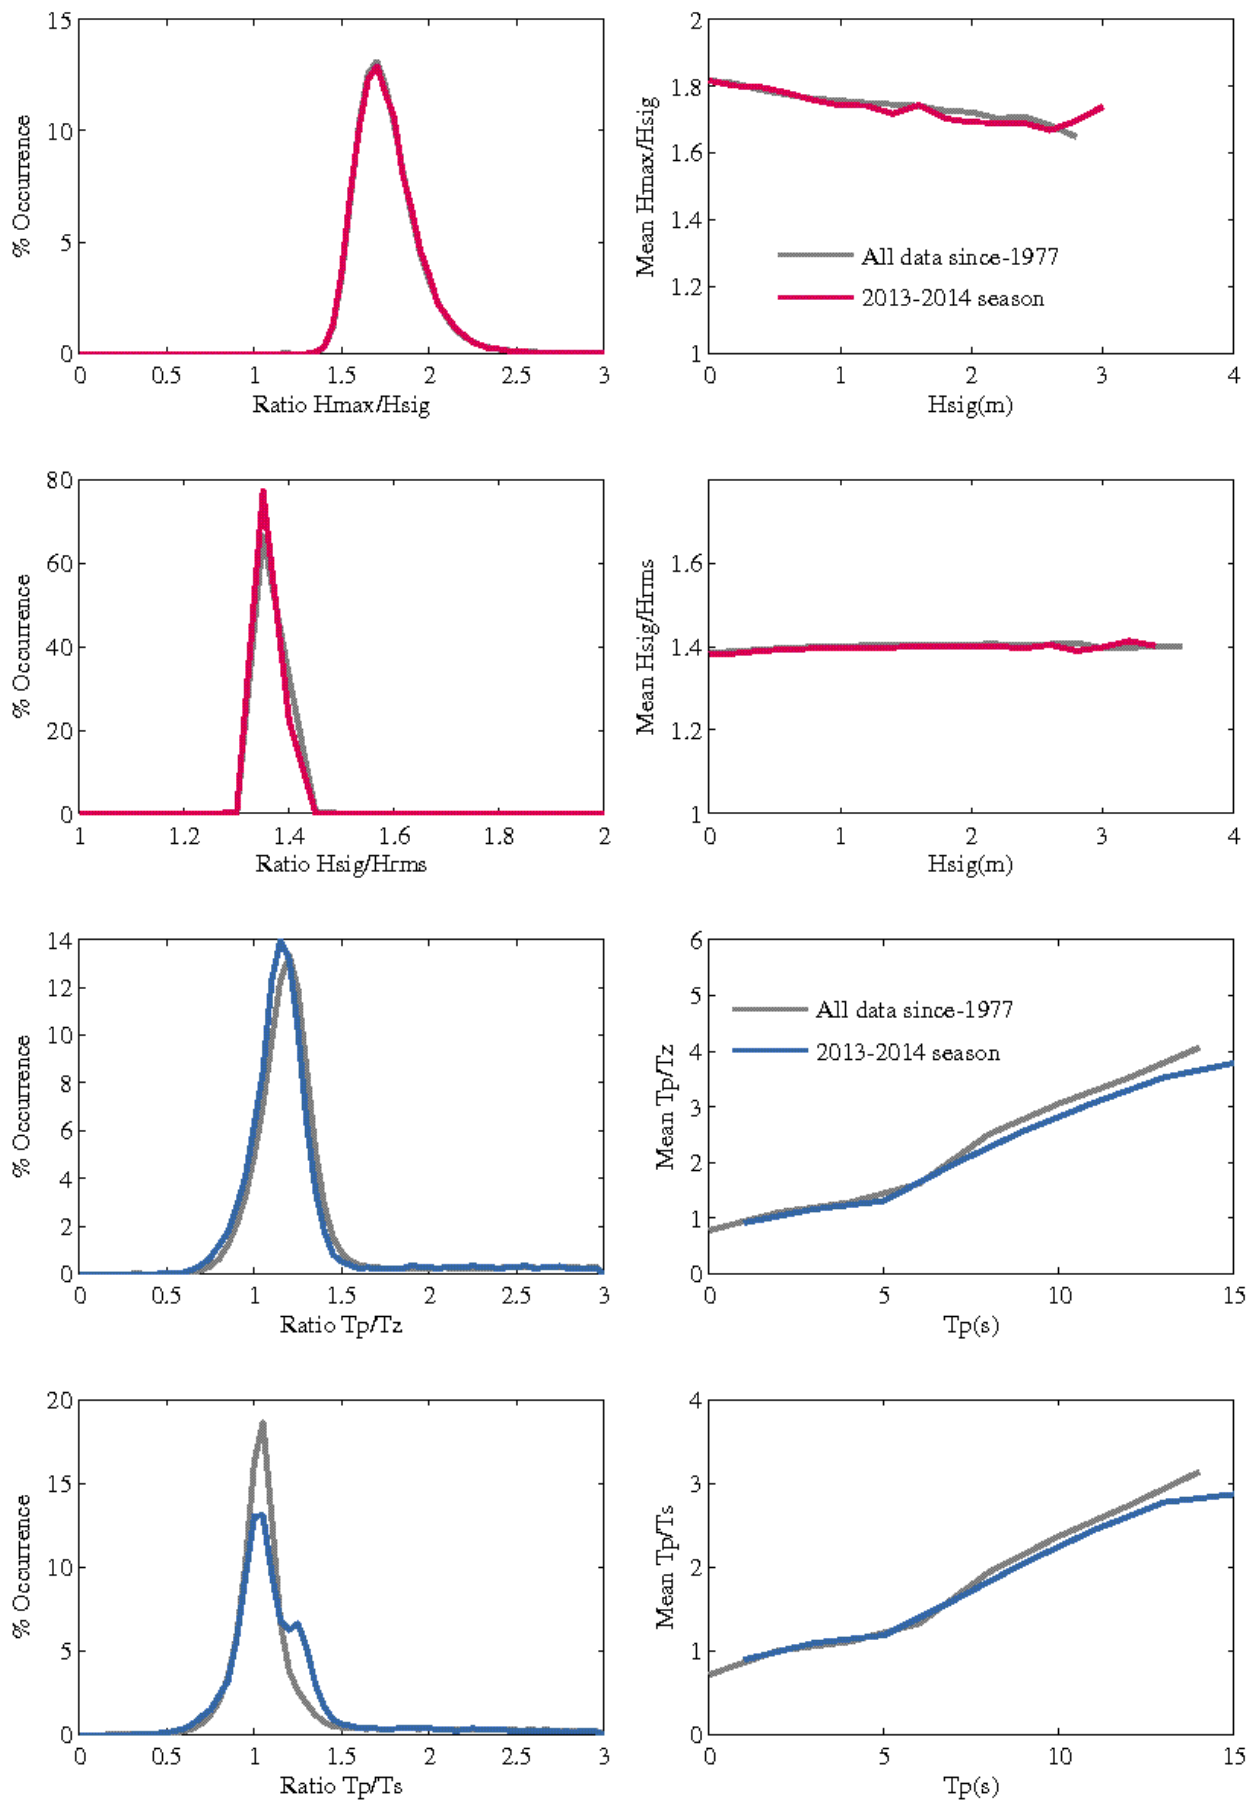 15
10
5
0
% Occurrence
0 0.5 1 1.5 2 2.5 3
Ratio Hmax/Hsig
2
1.8
1.6
1.4
1.2
1
Mean Hmax/Hsig
All data since-1977
2013-2014 season
0 1 2 3 4
Hsig(m)
80
60
40
20
0
% Occurrence
1 1.2 1.4 1.6 1.8 2
Ratio Hsig/Hrms
1.6
1.4
1.2
1
Mean Hsig/Hrms
0 1 2 3 4
Hsig(m)
14
12
10
8
6
4
2
0
% Occurrence
0 0.5 1 1.5 2 2.5 3
Ratio Tp/Tz
6
5
4
3
2
1
0
Mean Tp/Tz
All data since-1977
2013-2014 season
0 5 10 15
Tp(s)
20
15
10
5
0
% Occurrence
0 0.5 1 1.5 2 2.5 3
Ratio Tp/Ts
4
3
2
1
0
Mean Tp/Ts
0 5 10 15
Tp(s)